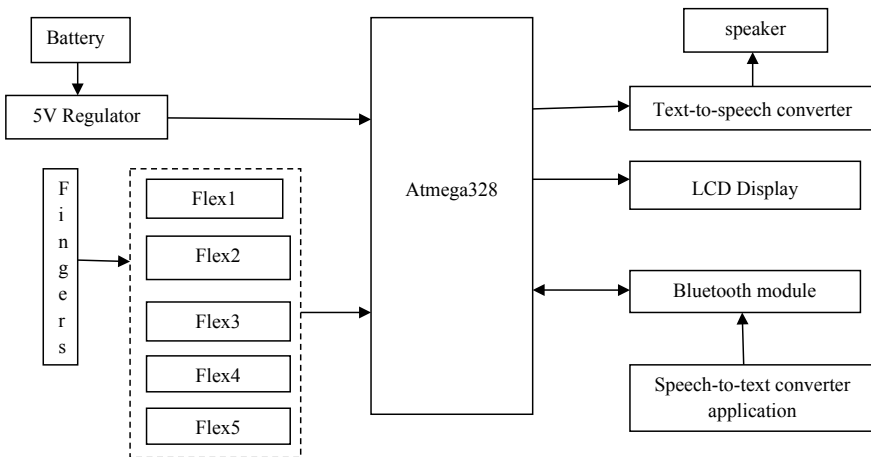 Battery
5V Regulator
Fingers
Flex1
Flex2
Flex3
Flex4
Flex5
Atmega328
speaker
Text-to-speech converter
LCD Display
Bluetooth module
Speech-to-text converter
application